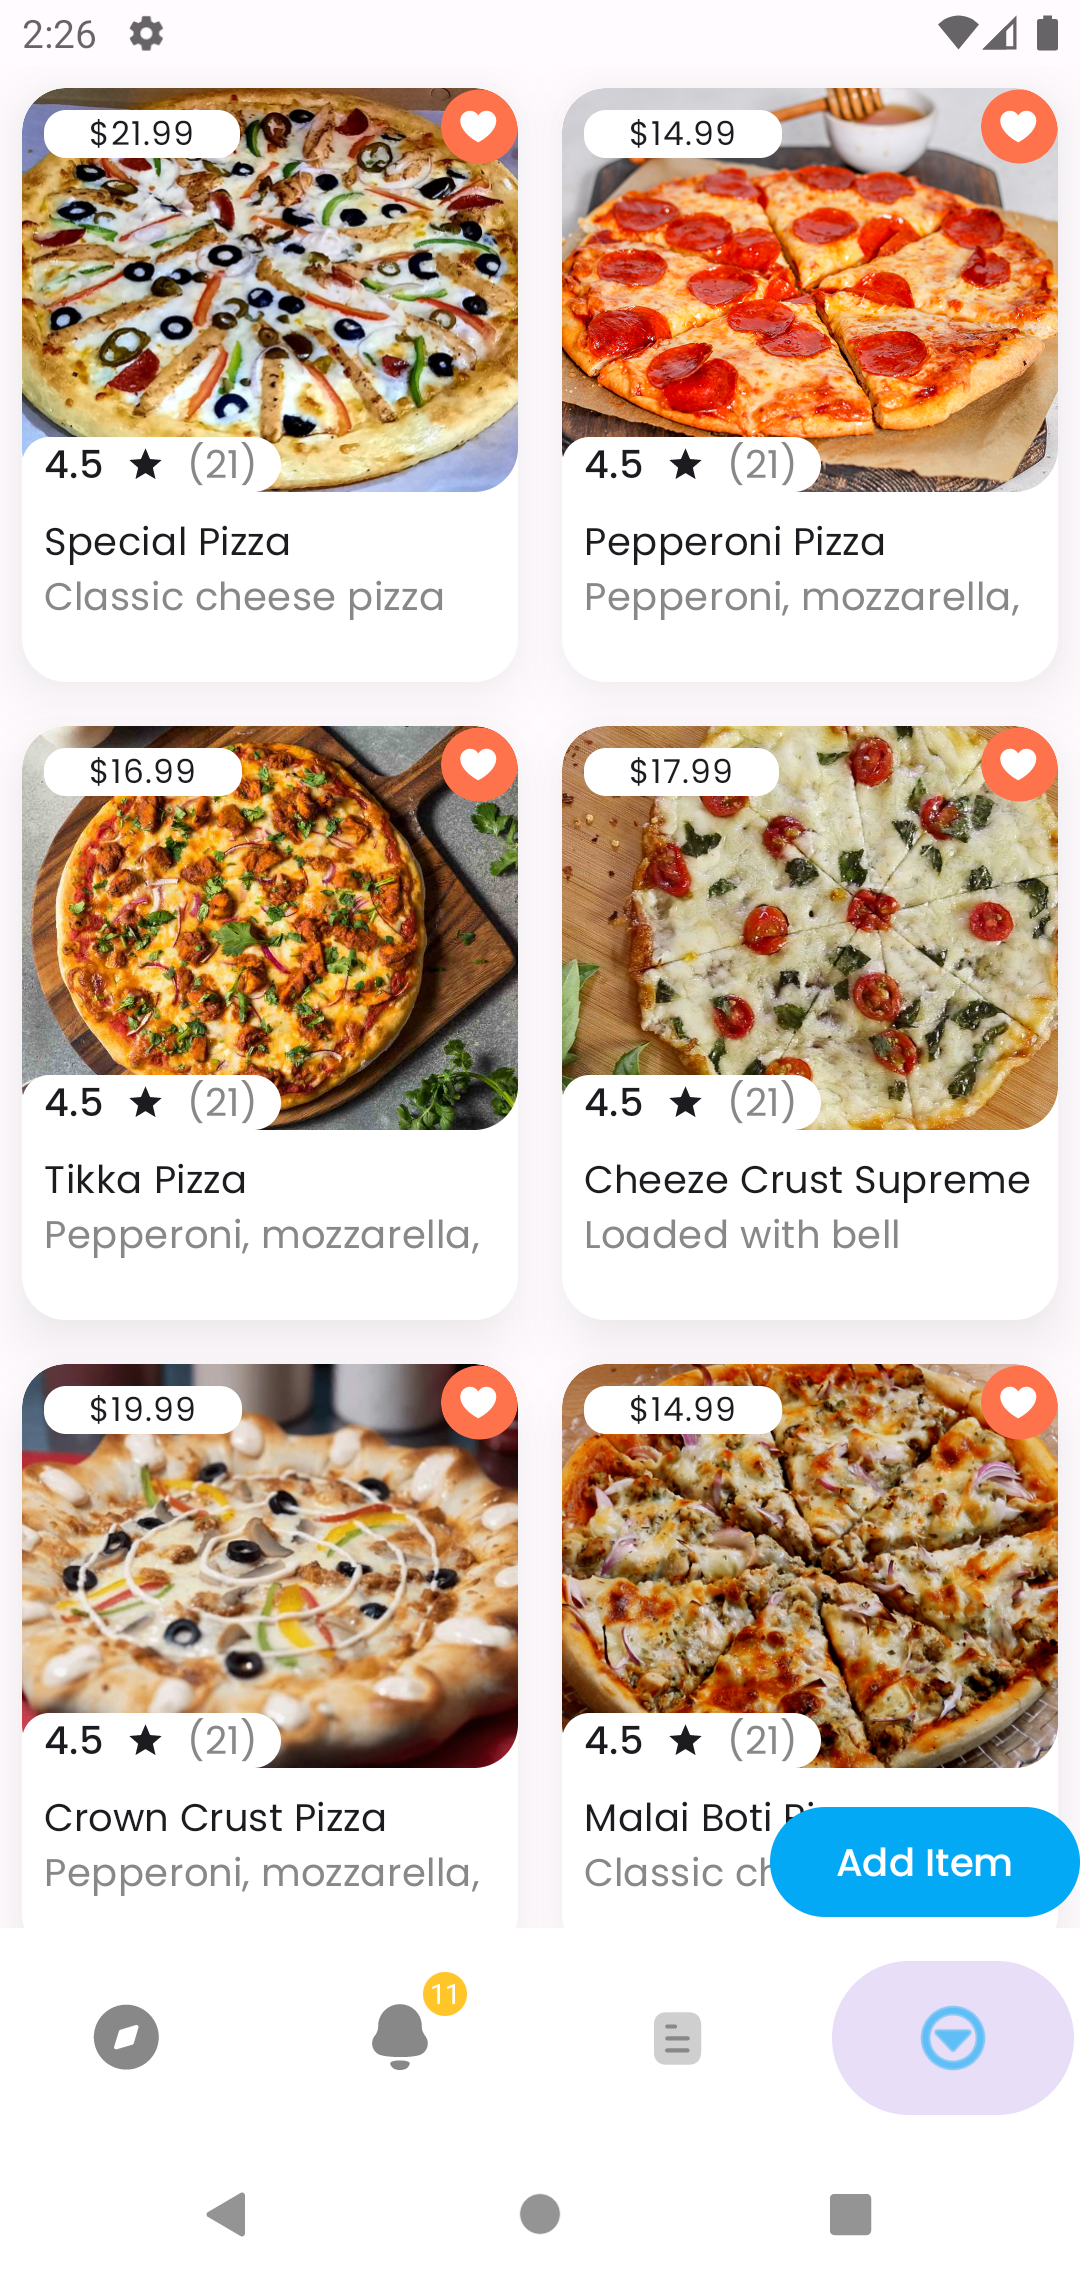 2:26
$21.99
$14.99
4.5 (21)
4.5 (21)
Special Pizza
Pepperoni Pizza
Classic cheese pizza
Pepperoni, mozzarella,
$16.99
$17.99
4.5 (21)
4.5 (21)
Tikka Pizza
Cheeze Crust Supreme
Pepperoni, mozzarella,
Loaded with bell
$19.99
$14.99
4.5 (21)
4.5 (21)
Crown Crust Pizza
Malai Boti
Pepperoni, mozzarella,
Classic
Add Item
11